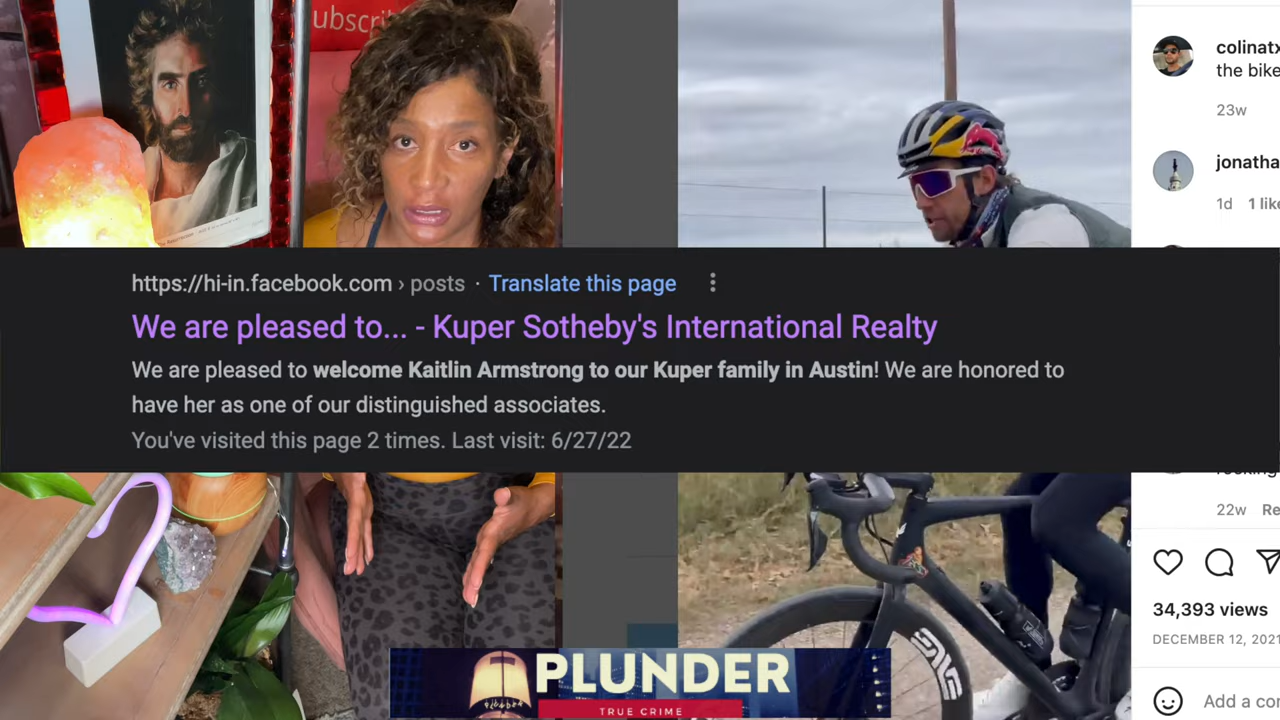 ubscri
colinatx
the bike
23w
jonatha
1d 1 like
https://hi-in.facebook.com › posts · Translate this page
We are pleased to... - Kuper Sotheby's International Realty
We are pleased to welcome Kaitlin Armstrong to our Kuper family in Austin! We are honored to
have her as one of our distinguished associates.
You've visited this page 2 times. Last visit: 6/27/22
22w Re
34,393 views
DECEMBER 12, 2021
Add a co
ENVE
PLUNDER
TRUE CRIME